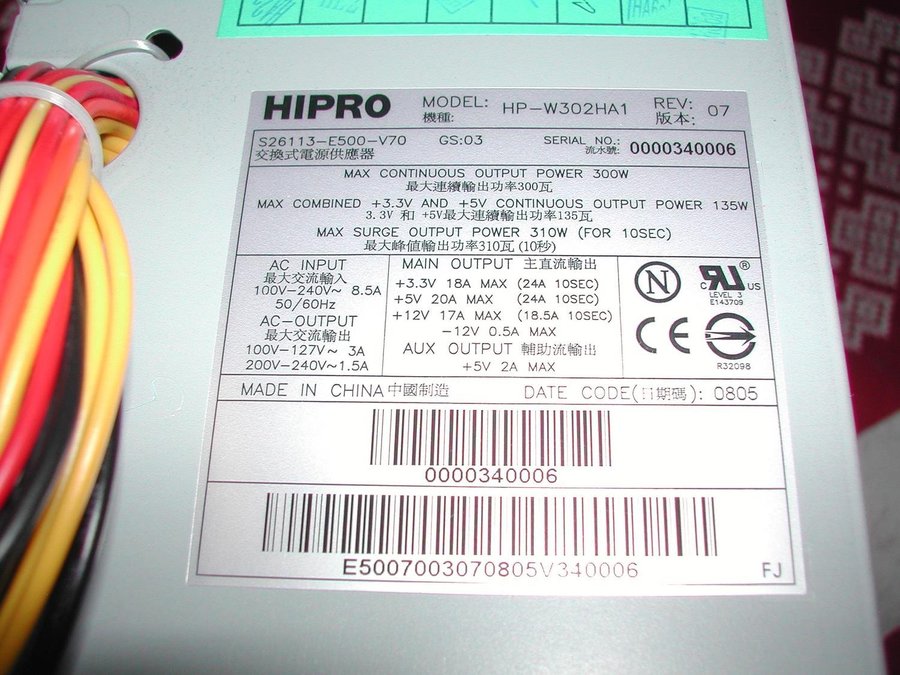 HIPRO MODEL: HP-W302HA1 REV: 07
機種: 版本:
S26113-E500-V70 GS:03 SERIAL NO.: 0000340006
交換式電源供應器 流水號:
MAX CONTINUOUS OUTPUT POWER 300W
最大連續輸出功率300瓦
MAX COMBINED +3.3V AND +5V CONTINUOUS OUTPUT POWER 135W
3.3V 和 +5V最大連續輸出功率135瓦
MAX SURGE OUTPUT POWER 310W (FOR 10SEC)
最大峰值輸出功率310瓦 (10秒)
AC INPUT
最大交流輸入
100V-240V~ 8.5A
50/60Hz
AC-OUTPUT
最大交流輸出
100V-127V~ 3A
200V-240V~1.5A
MAIN OUTPUT 主直流輸出
+3.3V 18A MAX (24A 10SEC)
+5V 20A MAX (24A 10SEC)
+12V 17A MAX (18.5A 10SEC)
-12V 0.5A MAX
AUX OUTPUT 輔助流輸出
+5V 2A MAX
N
c RU US ®
LEVEL 3
E143709
CE
R32098
MADE IN CHINA 中國制造 DATE CODE(日期碼): 0805
0000340006
E5007003070805V340006
FJ